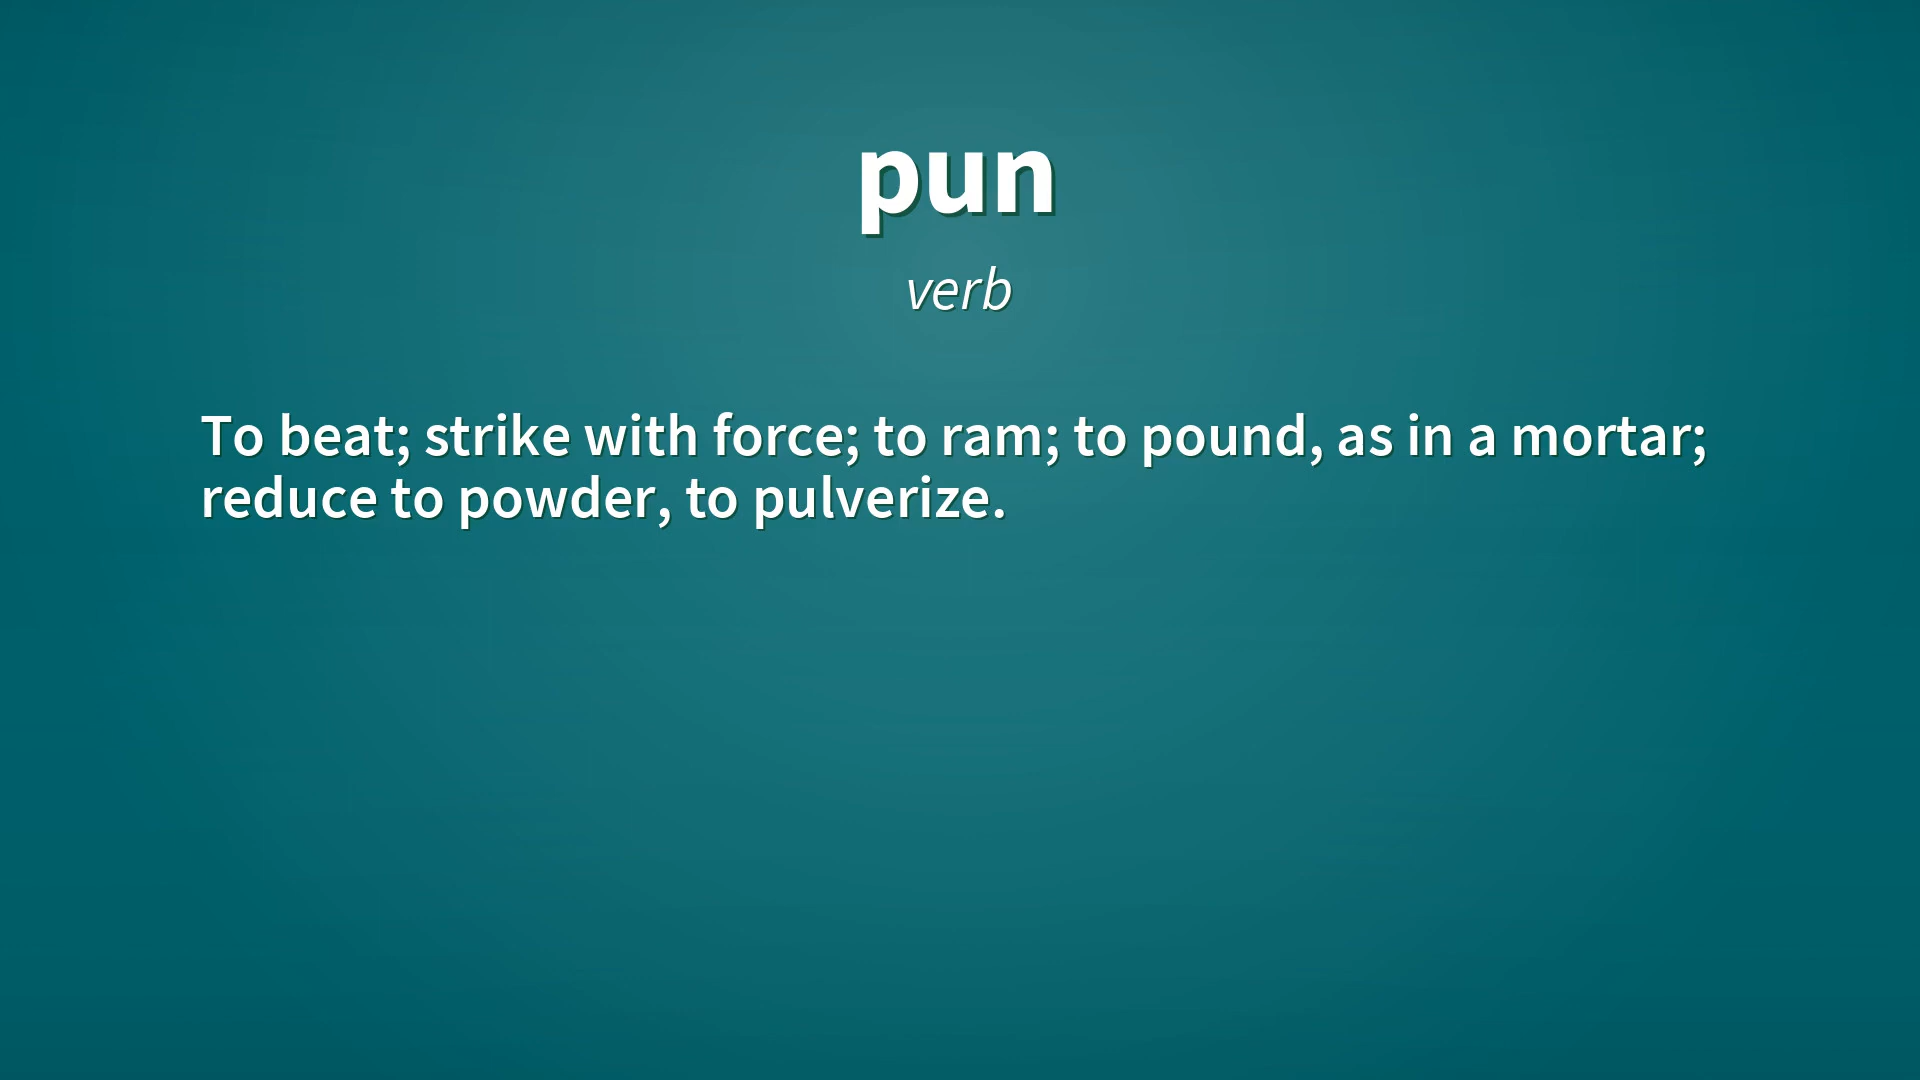 pun
verb
To beat; strike with force; to ram; to pound, as in a mortar;
reduce to powder, to pulverize.